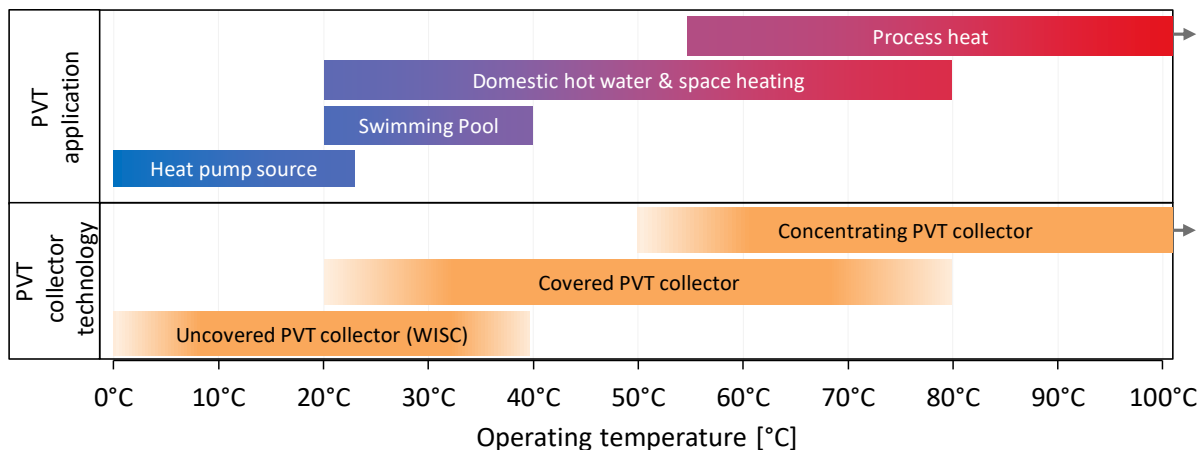 PVT
application
Process heat
Domestic hot water & space heating
Swimming Pool
Heat pump source
PVT
collector
technology
Concentrating PVT collector
Covered PVT collector
Uncovered PVT collector (WISC)
0°C 10°C 20°C 30°C 40°C 50°C 60°C 70°C 80°C 90°C 100°C
Operating temperature [°C]